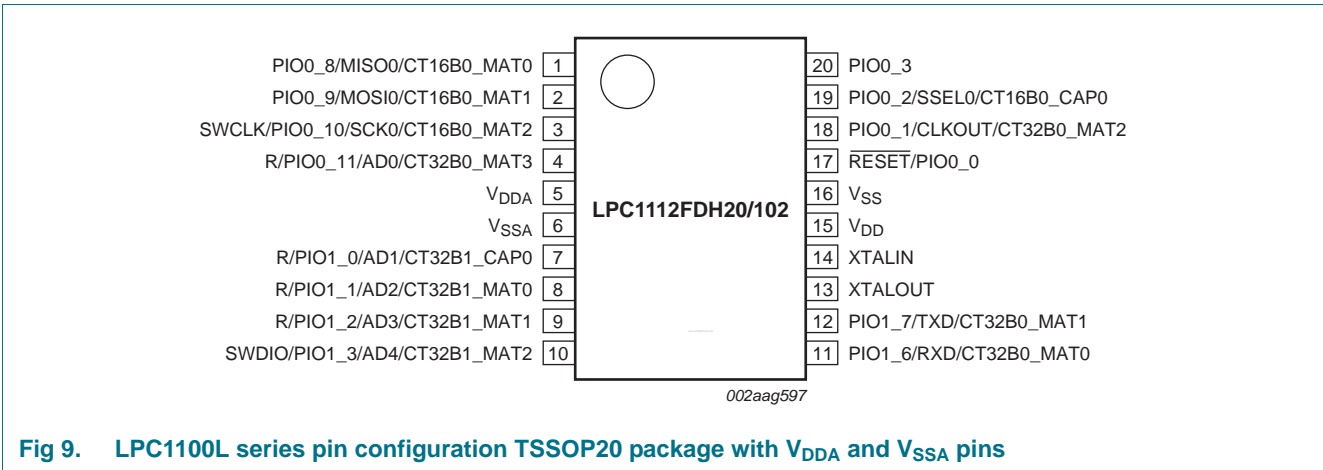 PIO0_8/MISO0/CT16B0_MAT0 1
PIO0_9/MOSI0/CT16B0_MAT1 2
SWCLK/PIO0_10/SCK0/CT16B0_MAT2 3
R/PIO0_11/AD0/CT32B0_MAT3 4
VDDA 5
VSSA 6
R/PIO1_0/AD1/CT32B1_CAP0 7
R/PIO1_1/AD2/CT32B1_MAT0 8
R/PIO1_2/AD3/CT32B1_MAT1 9
SWDIO/PIO1_3/AD4/CT32B1_MAT2 10
LPC1112FDH20/102
20 PIO0_3
19 PIO0_2/SSEL0/CT16B0_CAP0
18 PIO0_1/CLKOUT/CT32B0_MAT2
17 RESET/PIO0_0
16 VSS
15 VDD
14 XTALIN
13 XTALOUT
12 PIO1_7/TXD/CT32B0_MAT1
11 PIO1_6/RXD/CT32B0_MAT0
002aag597
Fig 9. LPC1100L series pin configuration TSSOP20 package with VDDA and VSSA pins